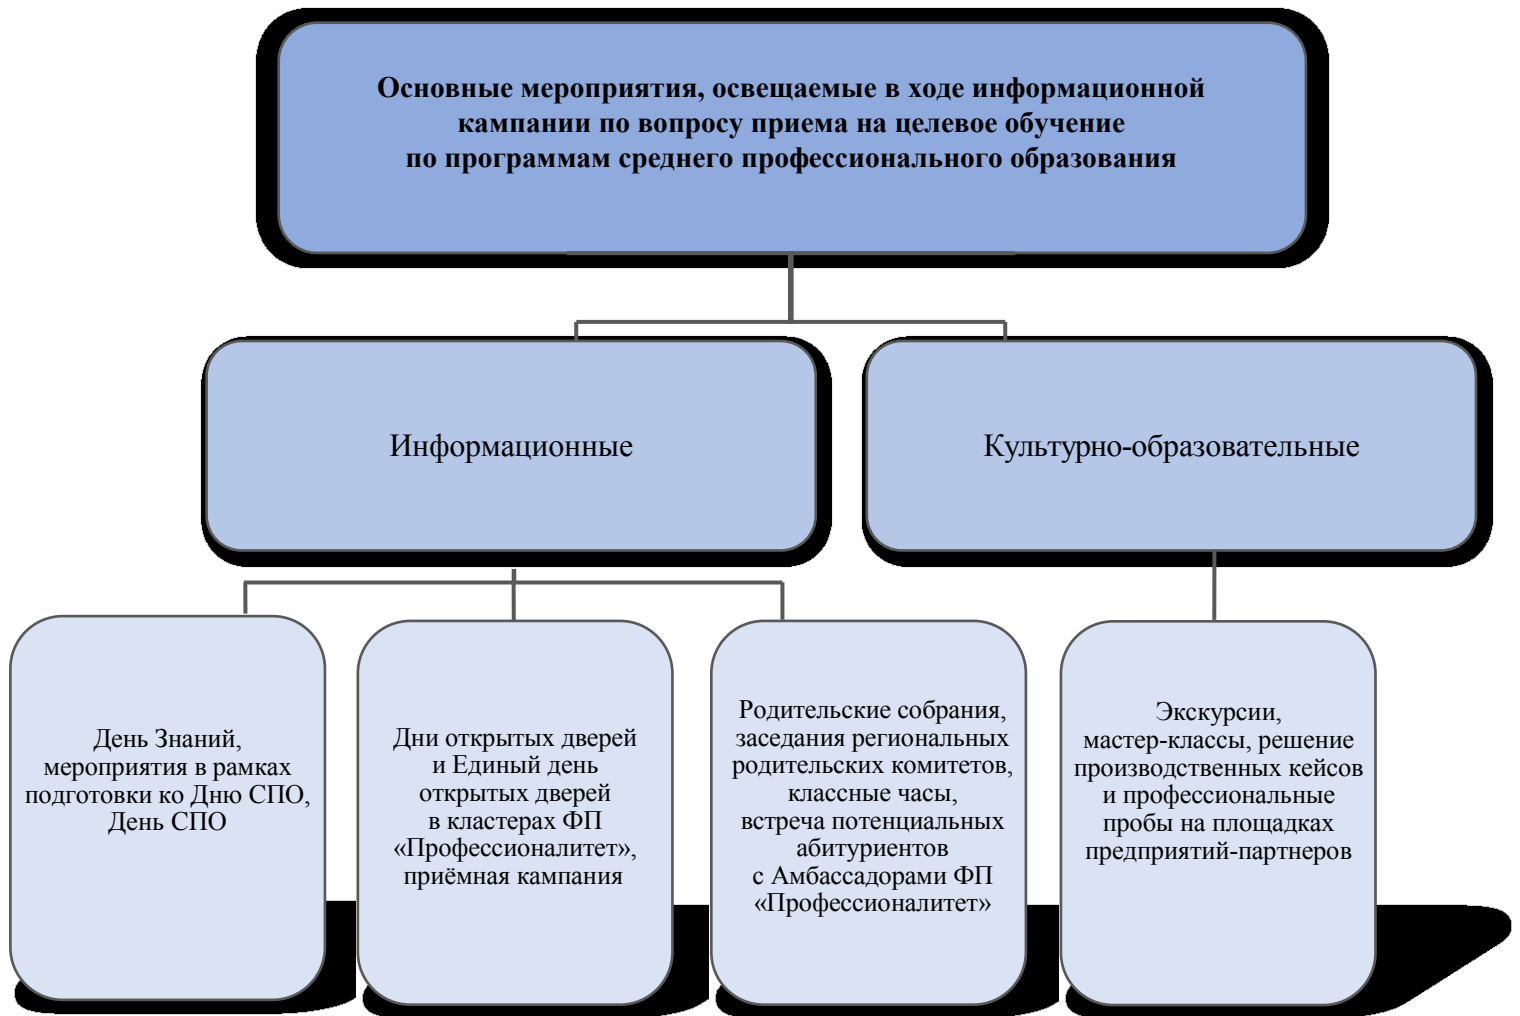 Основные мероприятия, освещаемые в ходе информационной
кампании по вопросу приема на целевое обучение
по программам среднего профессионального образования
Информационные
Культурно-образовательные
День Знаний,
мероприятия в рамках
подготовки ко Дню СПО,
День СПО
Дни открытых дверей
и Единый день
открытых дверей
в кластерах ФП
«Профессионалитет»,
приёмная кампания
Родительские собрания,
заседания региональных
родительских комитетов,
классные часы,
встреча потенциальных
абитуриентов
с Амбассадорами ФП
«Профессионалитет»
Экскурсии,
мастер-классы, решение
производственных кейсов
и профессиональные
пробы на площадках
предприятий-партнеров